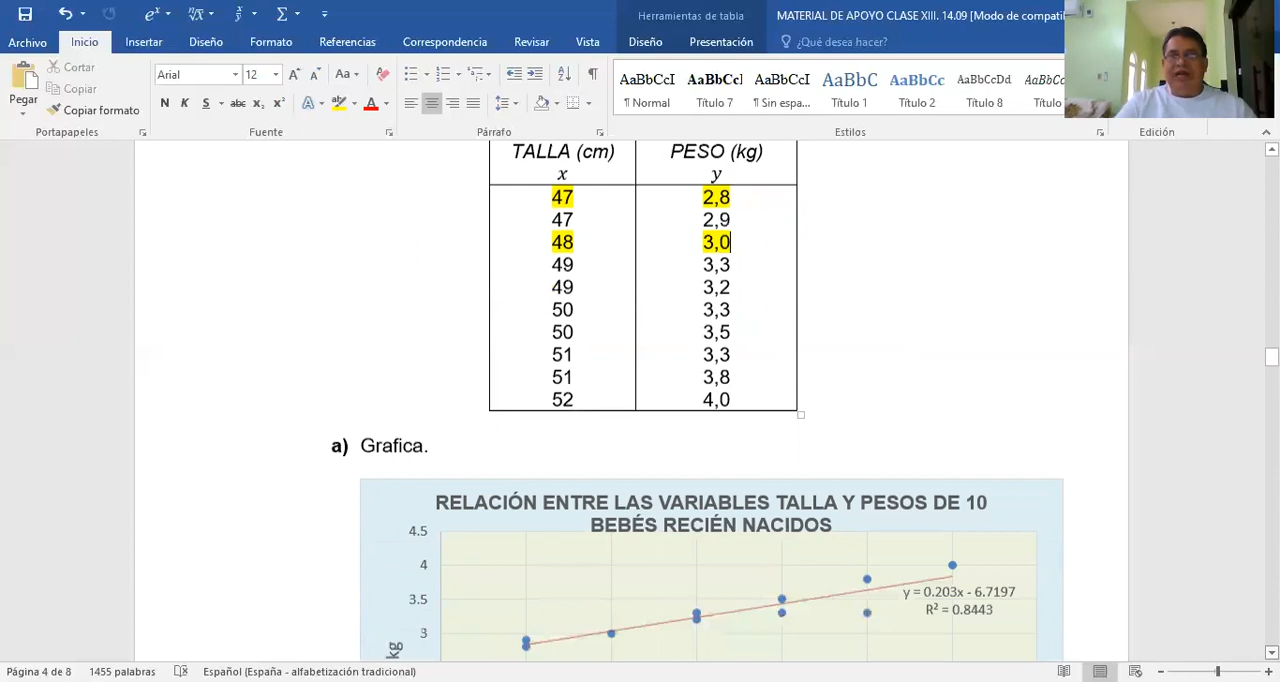 Herramientas de tabla
MATERIAL DE APOYO CLASE XIII. 14.09 [Modo de compatil
Archivo Inicio Insertar Diseño Formato Referencias Correspondencia Revisar Vista Diseño Presentación ¿Qué desea hacer?
Pegar
Cortar
Copiar
Copiar formato
Portapapeles
Arial 12
N K S abc x₂ x²
Fuente
Párrafo
AaBbCcI AaBbCcI AaBbCcI AaBbC AaBbCc AaBbCcDd AaBbCc
¶ Normal Título 7 ¶ Sin espa... Título 1 Título 2 Título 8 Título
Estilos
Edición
TALLA (cm) PESO (kg)
x y
47 2,8
47 2,9
48 3,0
49 3,3
49 3,2
50 3,3
50 3,5
51 3,3
51 3,8
52 4,0
a) Grafica.
RELACIÓN ENTRE LAS VARIABLES TALLA Y PESOS DE 10
BEBÉS RECIÉN NACIDOS
4.5
4
3.5
3
kg
y = 0.203x - 6.7197
R² = 0.8443
Página 4 de 8 1455 palabras Español (España - alfabetización tradicional)